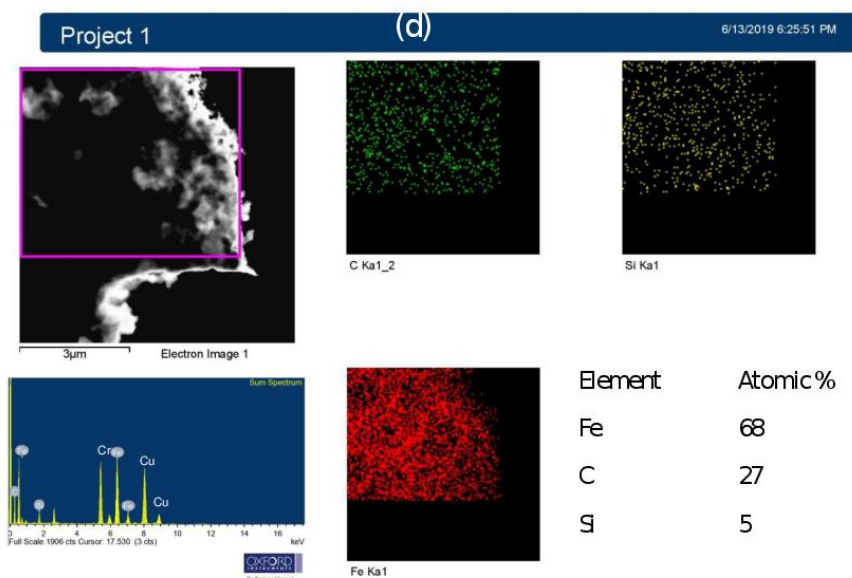 (d)
Project 1
6/13/2019 6:25:51 PM
C Ka1_2
Si Ka1
3µm
Electron Image 1
Sum Spectrum
Cr
Cu
Cu
0 2 4 6 8 10 12 14 16
Full Scale 1906 cts Cursor: 17.530 (3 cts)
keV
OXFORD
INSTRUMENTS
Fe Ka1
Element Atomic %
Fe 68
C 27
Si 5